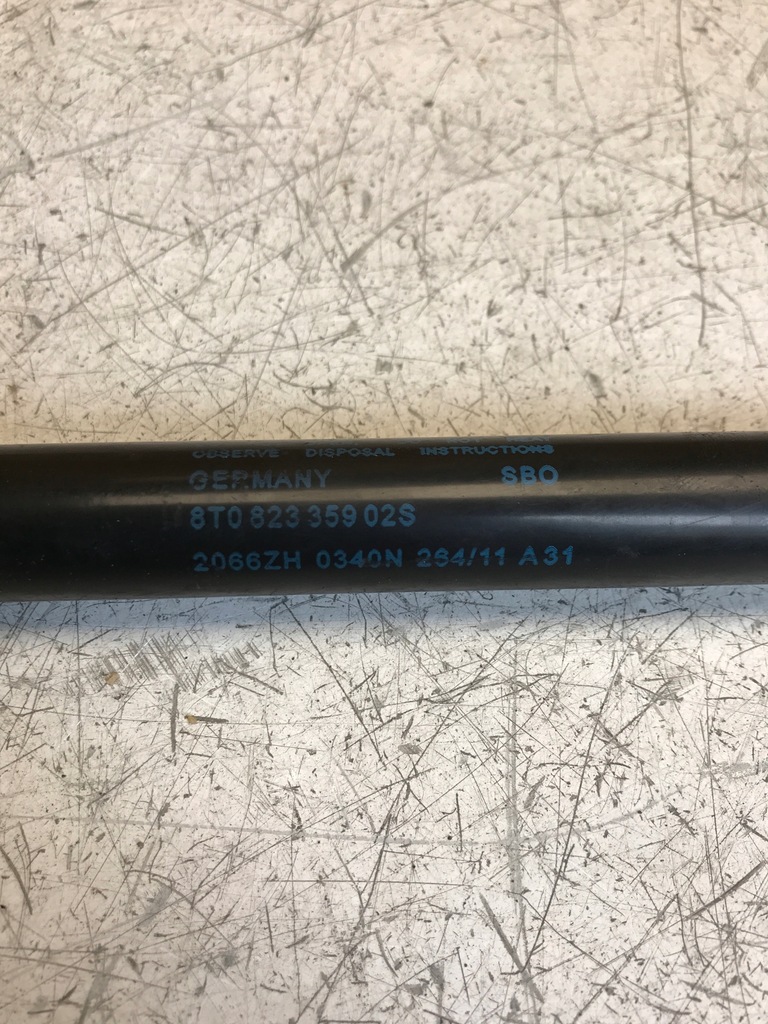 OBSERVE DISPOSAL INSTRUCTIONS
GERMANY SBO
8T0 823 359 02S
2066ZH 0340N 264/11 A31